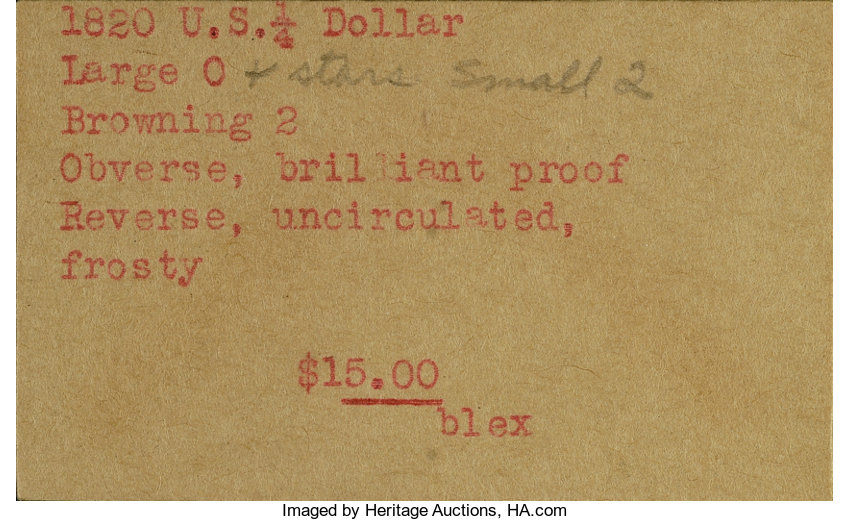 1820 U.S.¼ Dollar
Large 0 + stars Small 2
Browning 2
Obverse, brilliant proof
Reverse, uncirculated,
frosty
$15.00
blex
Imaged by Heritage Auctions, HA.com